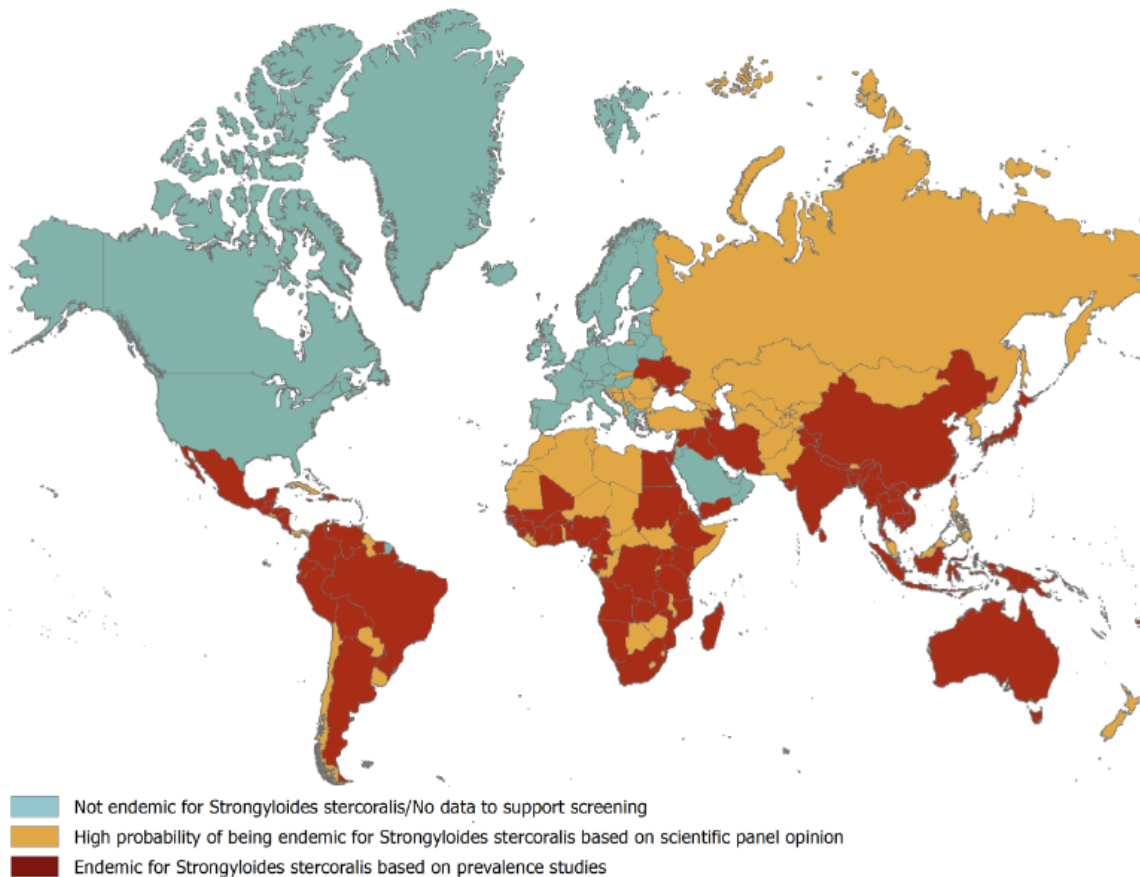 Not endemic for Strongyloides stercoralis/No data to support screening
High probability of being endemic for Strongyloides stercoralis based on scientific panel opinion
Endemic for Strongyloides stercoralis based on prevalence studies